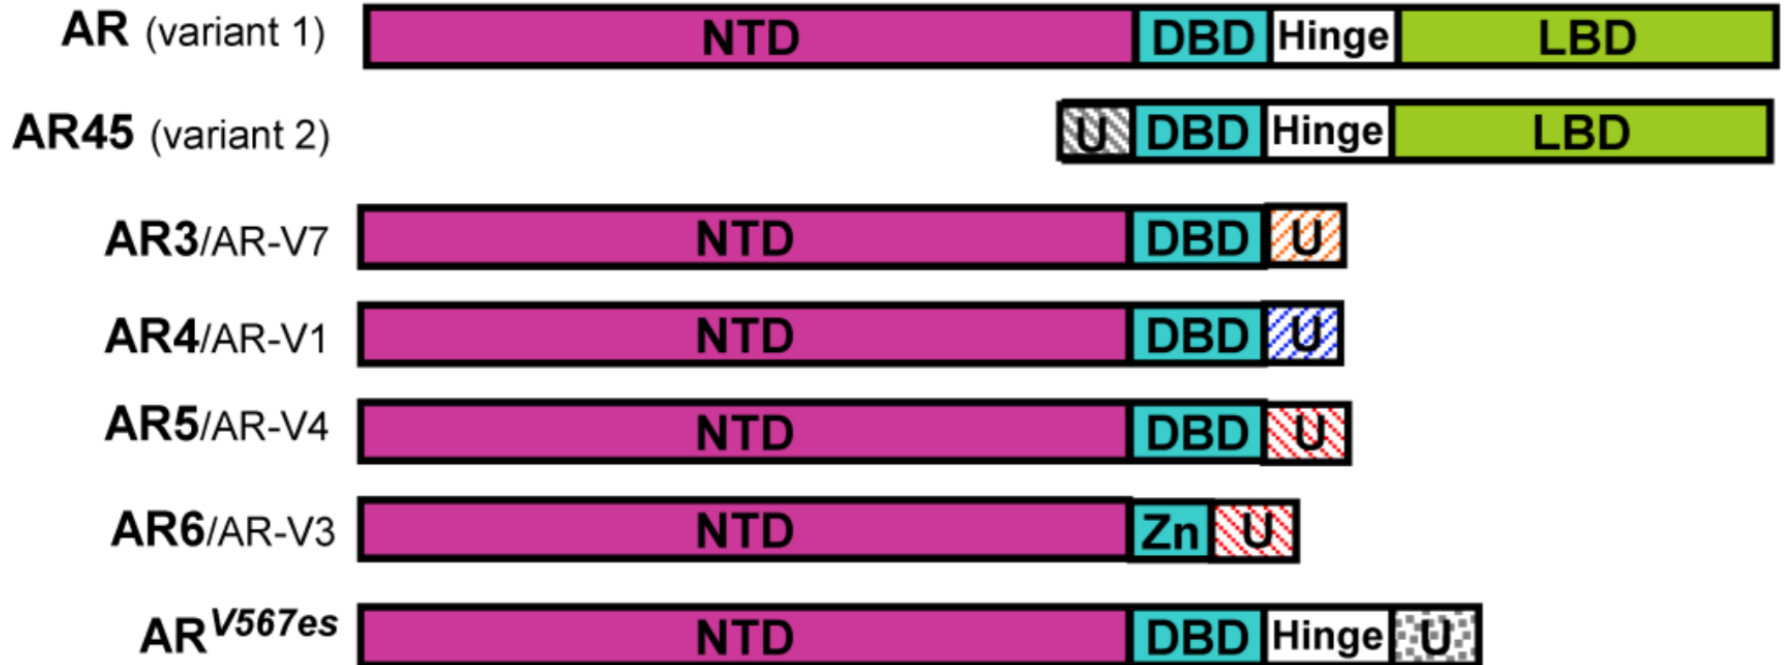 AR (variant 1) NTD DBD Hinge LBD
AR45 (variant 2) U DBD Hinge LBD
AR3/AR-V7 NTD DBD U
AR4/AR-V1 NTD DBD U
AR5/AR-V4 NTD DBD U
AR6/AR-V3 NTD Zn U
ARV567es NTD DBD Hinge U